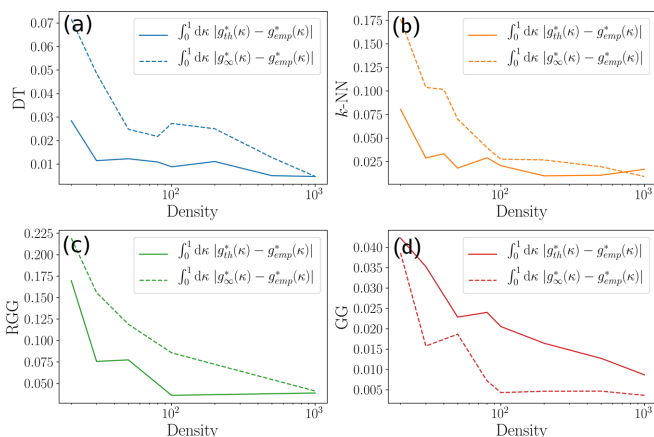 (a)
0.07
0.06
0.05
0.04
0.03
0.02
0.01
DT
∫₀¹ dκ |g*ₜₕ(κ) − g*ₑₘₚ(κ)|
∫₀¹ dκ |g*∞(κ) − g*ₑₘₚ(κ)|
10²
10³
Density
(b)
0.175
0.150
0.125
0.100
0.075
0.050
0.025
k-NN
∫₀¹ dκ |g*ₜₕ(κ) − g*ₑₘₚ(κ)|
∫₀¹ dκ |g*∞(κ) − g*ₑₘₚ(κ)|
10²
10³
Density
(c)
0.225
0.200
0.175
0.150
0.125
0.100
0.075
0.050
RGG
∫₀¹ dκ |g*ₜₕ(κ) − g*ₑₘₚ(κ)|
∫₀¹ dκ |g*∞(κ) − g*ₑₘₚ(κ)|
10²
10³
Density
(d)
0.040
0.035
0.030
0.025
0.020
0.015
0.010
0.005
GG
∫₀¹ dκ |g*ₜₕ(κ) − g*ₑₘₚ(κ)|
∫₀¹ dκ |g*∞(κ) − g*ₑₘₚ(κ)|
10²
10³
Density